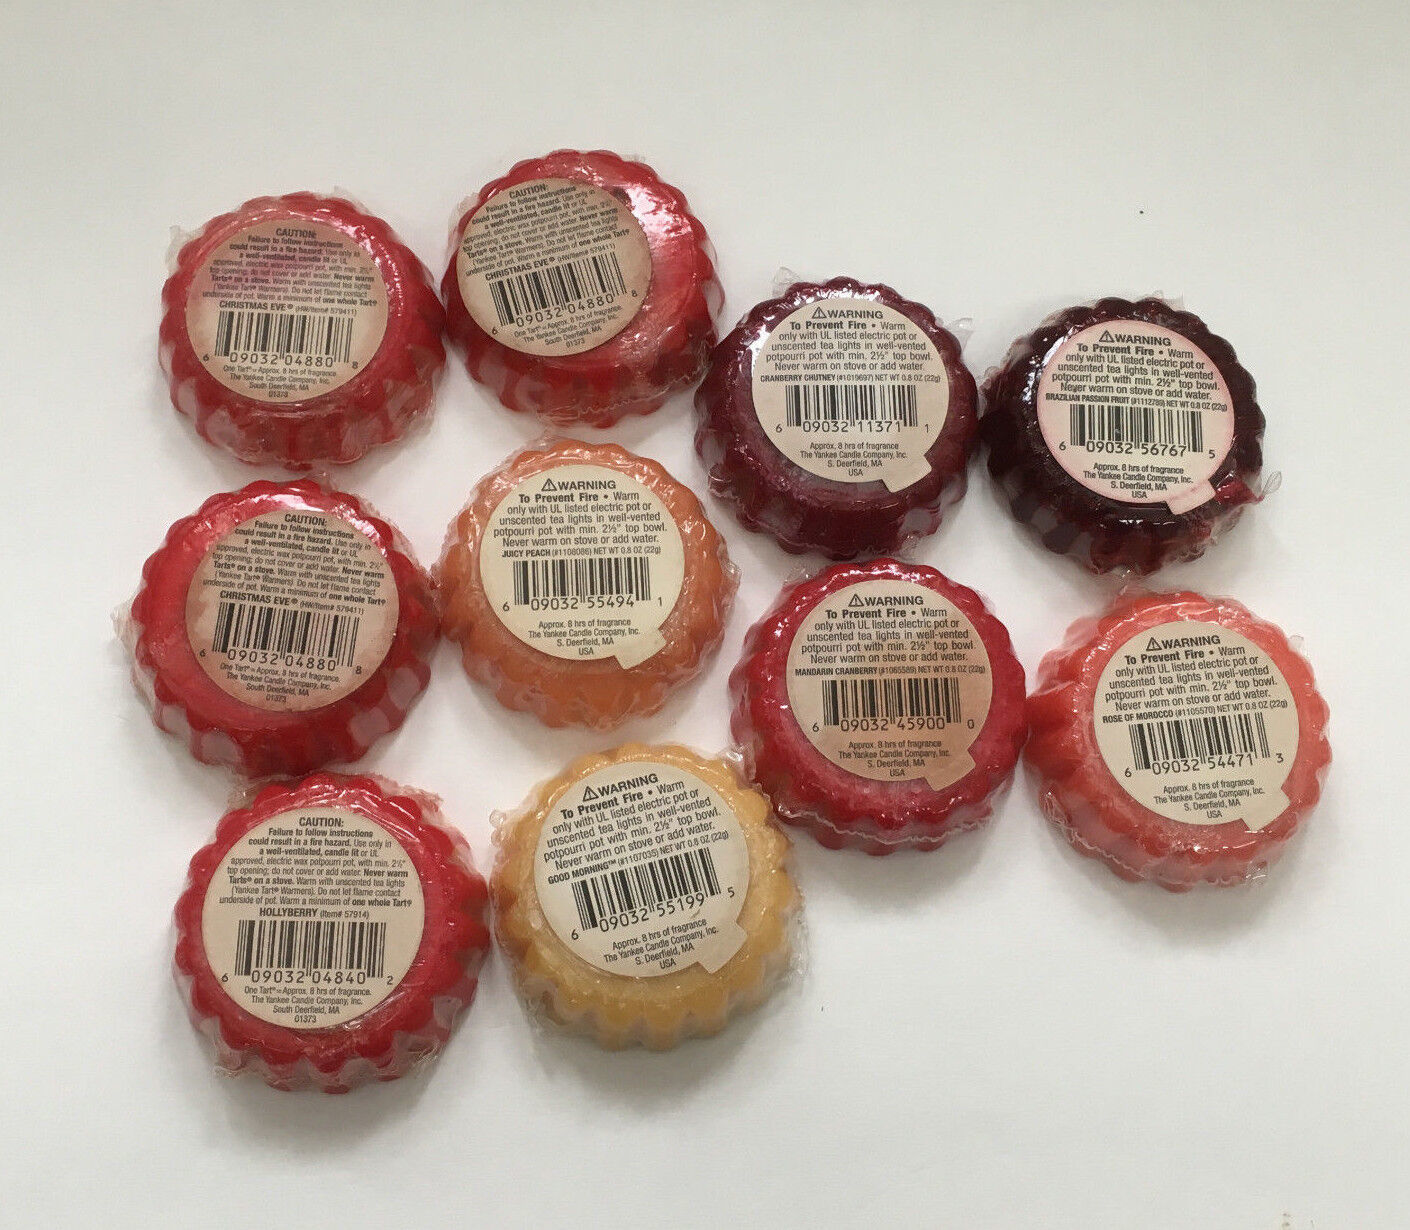 CAUTION:
Failure to follow instructions
could result in a fire hazard. Use only in
a well-ventilated, candle lit or UL
approved, electric wax potpourri pot, with min. 2½"
top opening; do not cover or add water. Never warm
Tarts® on a stove. Warm with unscented tea lights
(Yankee Tart® Warmers). Do not let flame contact
underside of pot. Warm a minimum of one whole Tart®
CHRISTMAS EVE® (HW/Item# 579411)
6 09032 04880 8
One Tart® = Approx. 8 hrs of fragrance
The Yankee Candle Company, Inc.
South Deerfield, MA
01373
CAUTION:
Failure to follow instructions
could result in a fire hazard. Use only in
a well-ventilated, candle lit or UL
approved, electric wax potpourri pot, with min. 2½"
top opening; do not cover or add water. Never warm
Tarts® on a stove. Warm with unscented tea lights
(Yankee Tart® Warmers). Do not let flame contact
underside of pot. Warm a minimum of one whole Tart®
CHRISTMAS EVE® (HW/Item# 579411)
6 09032 04880 8
One Tart® = Approx. 8 hrs of fragrance
The Yankee Candle Company, Inc.
South Deerfield, MA
01373
⚠WARNING
To Prevent Fire • Warm
only with UL listed electric pot or
unscented tea lights in well-vented
potpourri pot with min. 2½" top bowl.
Never warm on stove or add water.
CRANBERRY CHUTNEY (#1019697) NET WT 0.8 OZ (22g)
6 09032 11371 1
Approx. 8 hrs of fragrance
The Yankee Candle Company, Inc.
S. Deerfield, MA
USA
⚠WARNING
To Prevent Fire • Warm
only with UL listed electric pot or
unscented tea lights in well-vented
potpourri pot with min. 2½" top bowl.
Never warm on stove or add water.
BRAZILIAN PASSION FRUIT (#1112789) NET WT 0.8 OZ (22g)
6 09032 56767 5
Approx. 8 hrs of fragrance
The Yankee Candle Company, Inc.
S. Deerfield, MA
USA
CAUTION:
Failure to follow instructions
could result in a fire hazard. Use only in
a well-ventilated, candle lit or UL
approved, electric wax potpourri pot, with min. 2½"
top opening; do not cover or add water. Never warm
Tarts® on a stove. Warm with unscented tea lights
(Yankee Tart® Warmers). Do not let flame contact
underside of pot. Warm a minimum of one whole Tart®
CHRISTMAS EVE® (HW/Item# 579411)
6 09032 04880 8
One Tart® = Approx. 8 hrs of fragrance
The Yankee Candle Company, Inc.
South Deerfield, MA
01373
⚠WARNING
To Prevent Fire • Warm
only with UL listed electric pot or
unscented tea lights in well-vented
potpourri pot with min. 2½" top bowl.
Never warm on stove or add water.
JUICY PEACH (#1108086) NET WT 0.8 OZ (22g)
6 09032 55494 1
Approx. 8 hrs of fragrance
The Yankee Candle Company, Inc.
S. Deerfield, MA
USA
⚠WARNING
To Prevent Fire • Warm
only with UL listed electric pot or
unscented tea lights in well-vented
potpourri pot with min. 2½" top bowl.
Never warm on stove or add water.
MANDARIN CRANBERRY (#1065589) NET WT 0.8 OZ (22g)
6 09032 45900 0
Approx. 8 hrs of fragrance
The Yankee Candle Company, Inc.
S. Deerfield, MA
USA
⚠WARNING
To Prevent Fire • Warm
only with UL listed electric pot or
unscented tea lights in well-vented
potpourri pot with min. 2½" top bowl.
Never warm on stove or add water.
ROSE OF MOROCCO (#1105570) NET WT 0.8 OZ (22g)
6 09032 54471 3
Approx. 8 hrs of fragrance
The Yankee Candle Company, Inc.
S. Deerfield, MA
USA
CAUTION:
Failure to follow instructions
could result in a fire hazard. Use only in
a well-ventilated, candle lit or UL
approved, electric wax potpourri pot, with min. 2½"
top opening; do not cover or add water. Never warm
Tarts® on a stove. Warm with unscented tea lights
(Yankee Tart® Warmers). Do not let flame contact
underside of pot. Warm a minimum of one whole Tart®
HOLLYBERRY (Item# 57914)
6 09032 04840 2
One Tart® = Approx. 8 hrs of fragrance.
The Yankee Candle Company, Inc.
South Deerfield, MA
01373
⚠WARNING
To Prevent Fire • Warm
only with UL listed electric pot or
unscented tea lights in well-vented
potpourri pot with min. 2½" top bowl.
Never warm on stove or add water.
GOOD MORNING™ (#1107035) NET WT 0.8 OZ (22g)
6 09032 55199 5
Approx. 8 hrs of fragrance
The Yankee Candle Company, Inc.
S. Deerfield, MA
USA